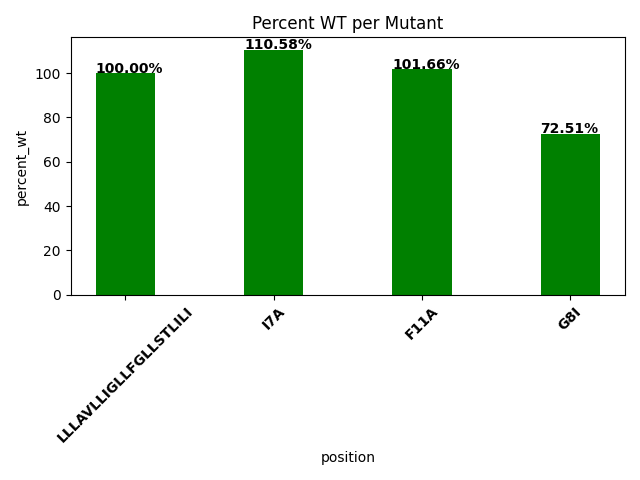 Percent WT per Mutant
100.00%
110.58%
101.66%
72.51%
percent_wt
100
80
60
40
20
0
LLLAVLLIGLLFGLLSTLILI
I7A
F11A
G8I
position